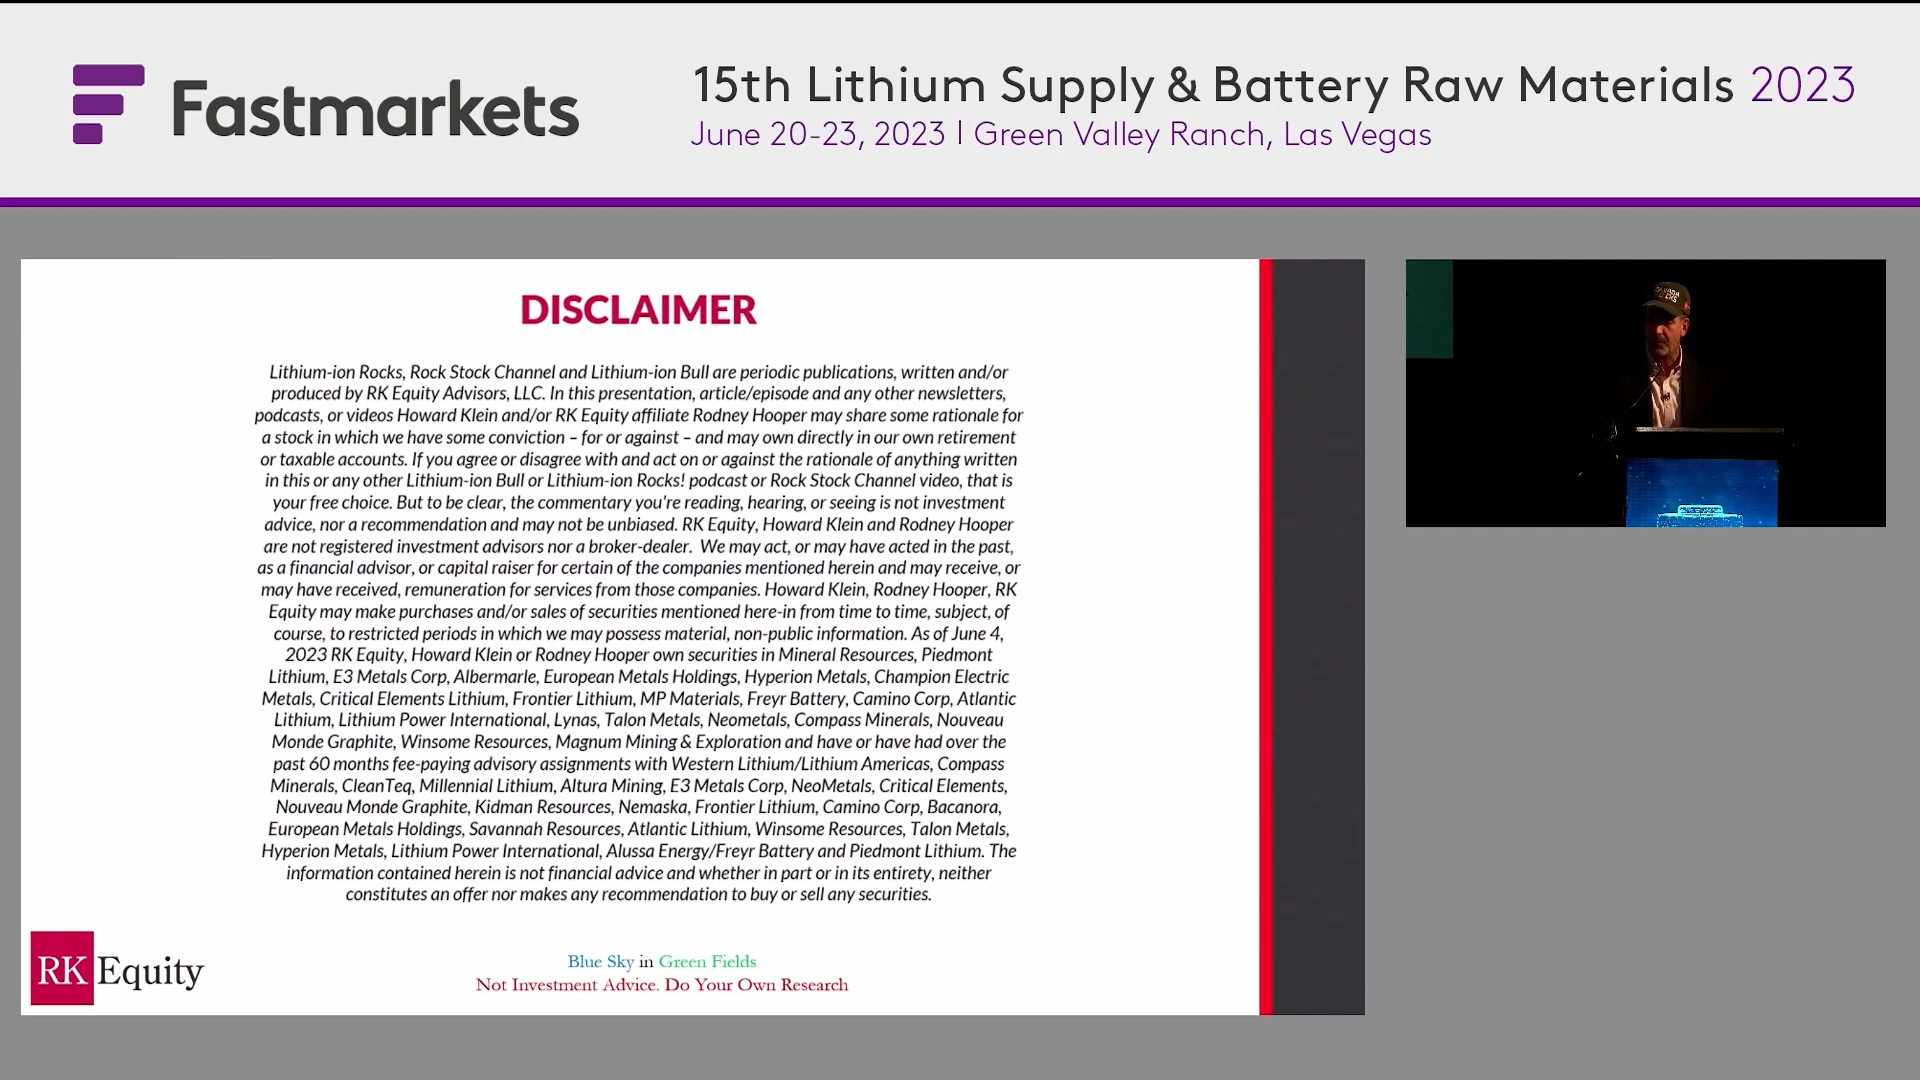 Fastmarkets
15th Lithium Supply & Battery Raw Materials 2023
June 20-23, 2023 | Green Valley Ranch, Las Vegas
DISCLAIMER
Lithium-ion Rocks, Rock Stock Channel and Lithium-ion Bull are periodic publications, written and/or
produced by RK Equity Advisors, LLC. In this presentation, article/episode and any other newsletters,
podcasts, or videos Howard Klein and/or RK Equity affiliate Rodney Hooper may share some rationale for
a stock in which we have some conviction – for or against – and may own directly in our own retirement
or taxable accounts. If you agree or disagree with and act on or against the rationale of anything written
in this or any other Lithium-ion Bull or Lithium-ion Rocks! podcast or Rock Stock Channel video, that is
your free choice. But to be clear, the commentary you're reading, hearing, or seeing is not investment
advice, nor a recommendation and may not be unbiased. RK Equity, Howard Klein and Rodney Hooper
are not registered investment advisors nor a broker-dealer. We may act, or may have acted in the past,
as a financial advisor, or capital raiser for certain of the companies mentioned herein and may receive, or
may have received, remuneration for services from those companies. Howard Klein, Rodney Hooper, RK
Equity may make purchases and/or sales of securities mentioned here-in from time to time, subject, of
course, to restricted periods in which we may possess material, non-public information. As of June 4,
2023 RK Equity, Howard Klein or Rodney Hooper own securities in Mineral Resources, Piedmont
Lithium, E3 Metals Corp, Albermarle, European Metals Holdings, Hyperion Metals, Champion Electric
Metals, Critical Elements Lithium, Frontier Lithium, MP Materials, Freyr Battery, Camino Corp, Atlantic
Lithium, Lithium Power International, Lynas, Talon Metals, Neometals, Compass Minerals, Nouveau
Monde Graphite, Winsome Resources, Magnum Mining & Exploration and have or have had over the
past 60 months fee-paying advisory assignments with Western Lithium/Lithium Americas, Compass
Minerals, CleanTeq, Millennial Lithium, Altura Mining, E3 Metals Corp, NeoMetals, Critical Elements,
Nouveau Monde Graphite, Kidman Resources, Nemaska, Frontier Lithium, Camino Corp, Bacanora,
European Metals Holdings, Savannah Resources, Atlantic Lithium, Winsome Resources, Talon Metals,
Hyperion Metals, Lithium Power International, Alussa Energy/Freyr Battery and Piedmont Lithium. The
information contained herein is not financial advice and whether in part or in its entirety, neither
constitutes an offer nor makes any recommendation to buy or sell any securities.
RK Equity
Blue Sky in Green Fields
Not Investment Advice. Do Your Own Research